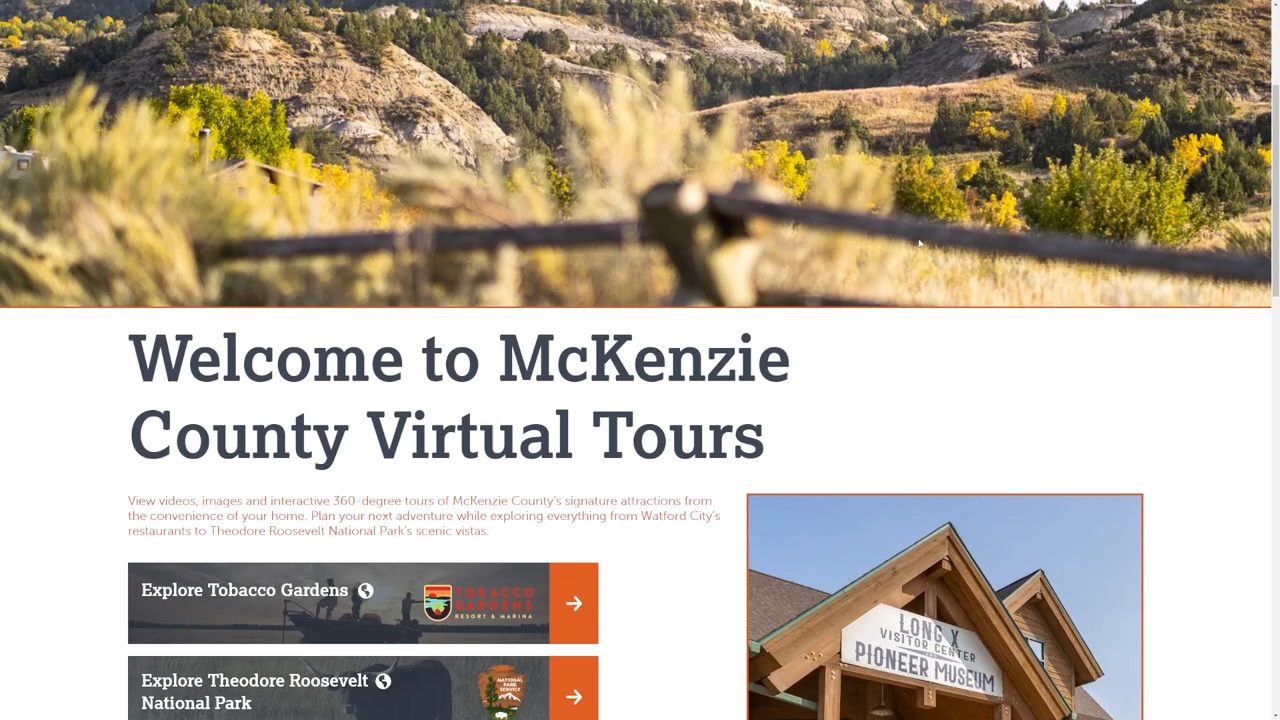 Welcome to McKenzie
County Virtual Tours
View videos, images and interactive 360-degree tours of McKenzie County's signature attractions from
the convenience of your home. Plan your next adventure while exploring everything from Watford City's
restaurants to Theodore Roosevelt National Park's scenic vistas.
Explore Tobacco Gardens
TOBACCO
GARDENS
RESORT & MARINA
Explore Theodore Roosevelt
National Park
NATIONAL
PARK
SERVICE
LONG X
VISITOR CENTER
PIONEER MUSEUM